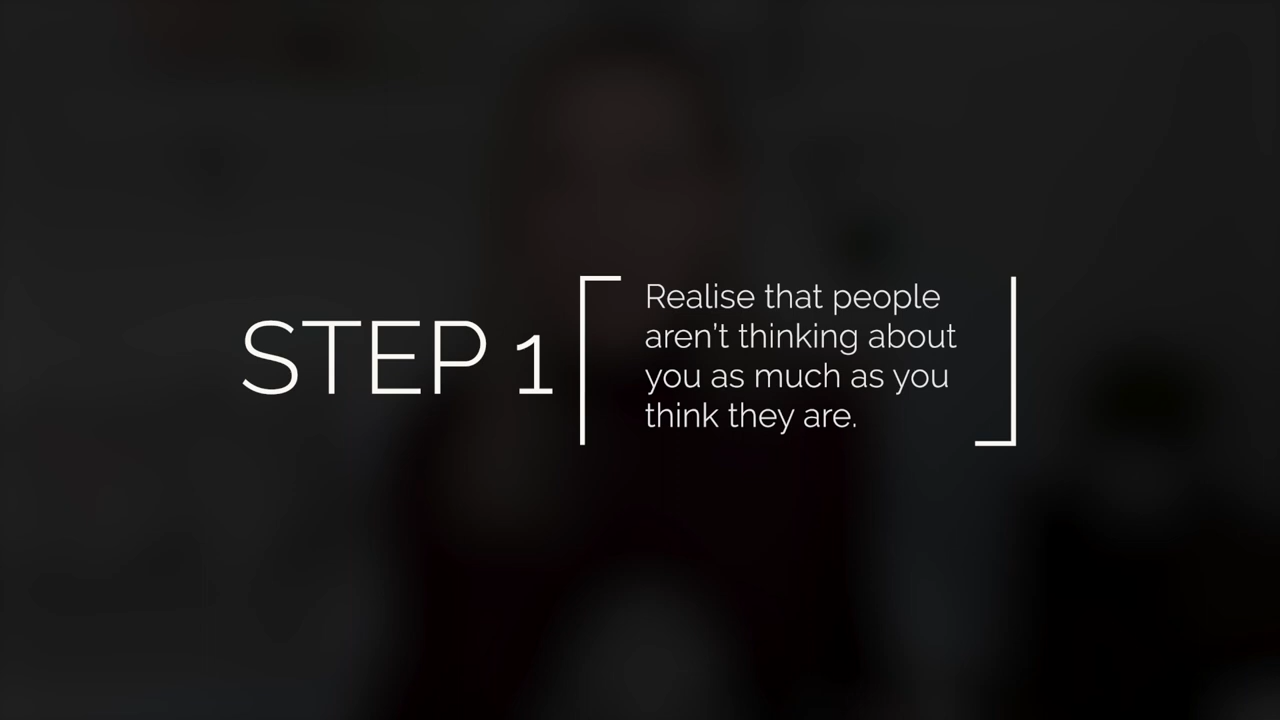 STEP 1
Realise that people
aren't thinking about
you as much as you
think they are.